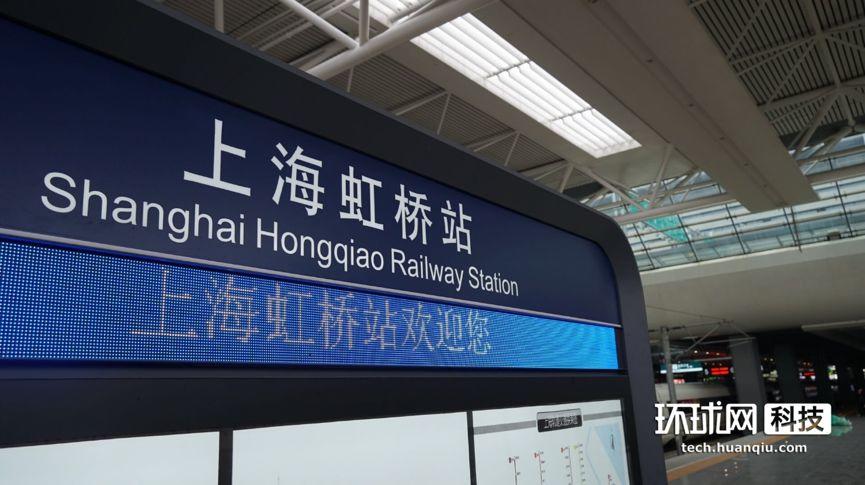 上海虹桥站
Shanghai Hongqiao Railway Station
上海虹桥站欢迎您
环球网 科技
tech.huanqiu.com